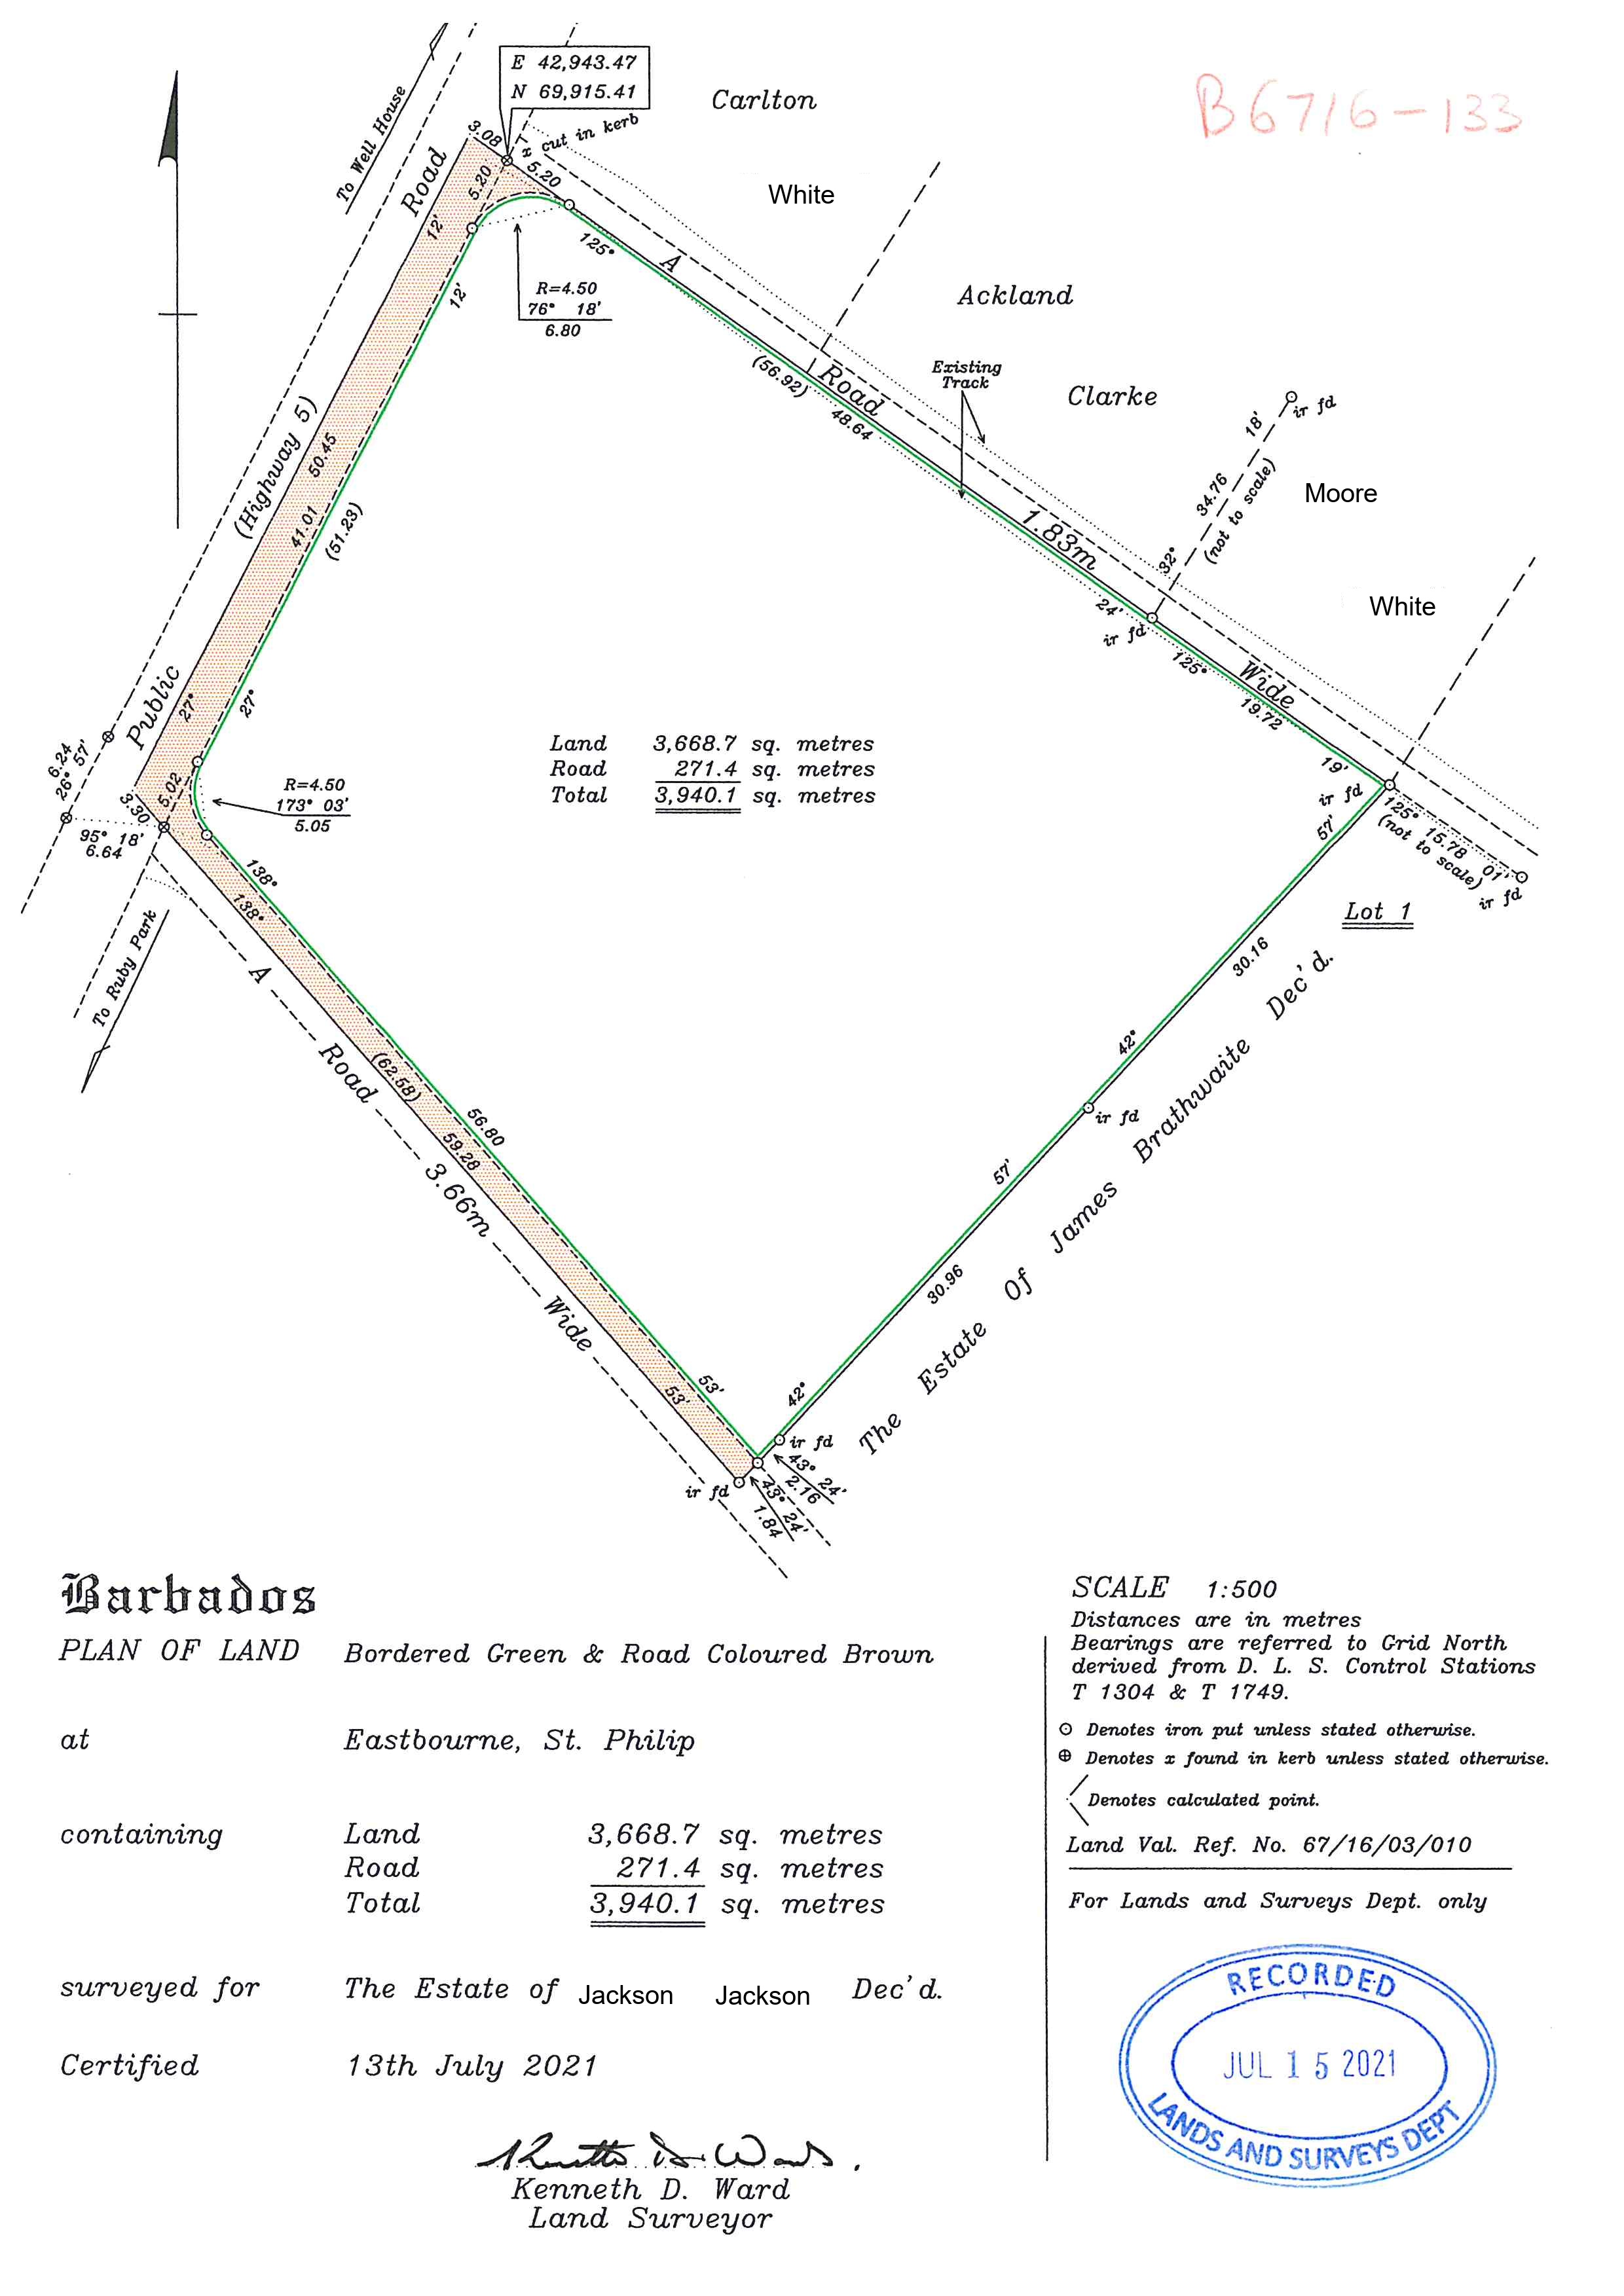 B6716-133
E 42,943.47
N 69,915.41
Carlton
To Well House
Road
3.08
x cut in kerb
5.20
5.20
White
12'
125°
A
R=4.50
76° 18'
6.80
12'
Ackland
Existing
Track
Clarke
(56.92)
Road
48.64
ir fd
18'
34.76
(not to scale)
Moore
32°
(Highway 5)
50.45
41.01
(51.23)
1.83m
24'
ir fd
125°
White
Wide
19.72
19'
ir fd
57'
125° 15.78 01'
(not to scale)
ir fd
Public
27°
27°
6.24
26° 57'
5.02
3.30
95° 18'
6.64
R=4.50
173° 03'
5.05
Land 3,668.7 sq. metres
Road 271.4 sq. metres
Total 3,940.1 sq. metres
138°
138°
Lot 1
30.16
To Ruby Park
A
Road
(62.58)
56.80
59.28
3.66m
Wide
42°
ir fd
57'
30.96
The Estate Of James Brathwaite Dec'd.
53'
53'
42°
ir fd
43° 24'
2.16
ir fd
43° 24'
1.84
Barbados
PLAN OF LAND Bordered Green & Road Coloured Brown
at Eastbourne, St. Philip
containing Land 3,668.7 sq. metres
Road 271.4 sq. metres
Total 3,940.1 sq. metres
surveyed for The Estate of Jackson Jackson Dec'd.
Certified 13th July 2021
Kenneth D. Ward
Kenneth D. Ward
Land Surveyor
SCALE 1:500
Distances are in metres
Bearings are referred to Grid North
derived from D. L. S. Control Stations
T 1304 & T 1749.
Denotes iron put unless stated otherwise.
Denotes x found in kerb unless stated otherwise.
Denotes calculated point.
Land Val. Ref. No. 67/16/03/010
For Lands and Surveys Dept. only
RECORDED
JUL 15 2021
LANDS AND SURVEYS DEPT